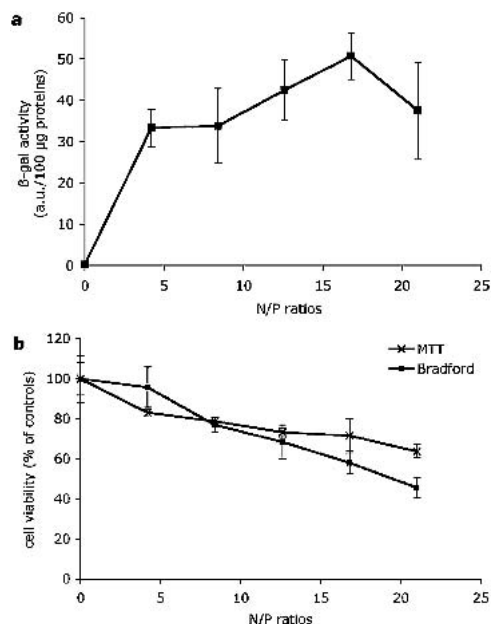 a
β-gal activity
(a.u./100 µg proteins)
60
50
40
30
20
10
0
0 5 10 15 20 25
N/P ratios
b
MTT
Bradford
cell viability (% of controls)
120
100
80
60
40
20
0
0 5 10 15 20 25
N/P ratios